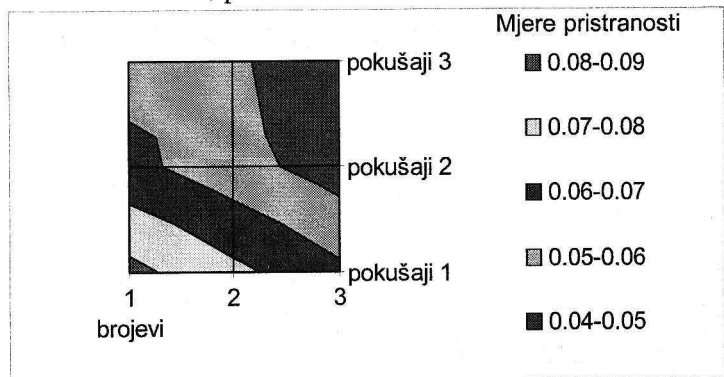 Mjere pristranosti
pokušaji 3
0.08-0.09
0.07-0.08
pokušaji 2
0.06-0.07
0.05-0.06
pokušaji 1
1 2 3
0.04-0.05
brojevi